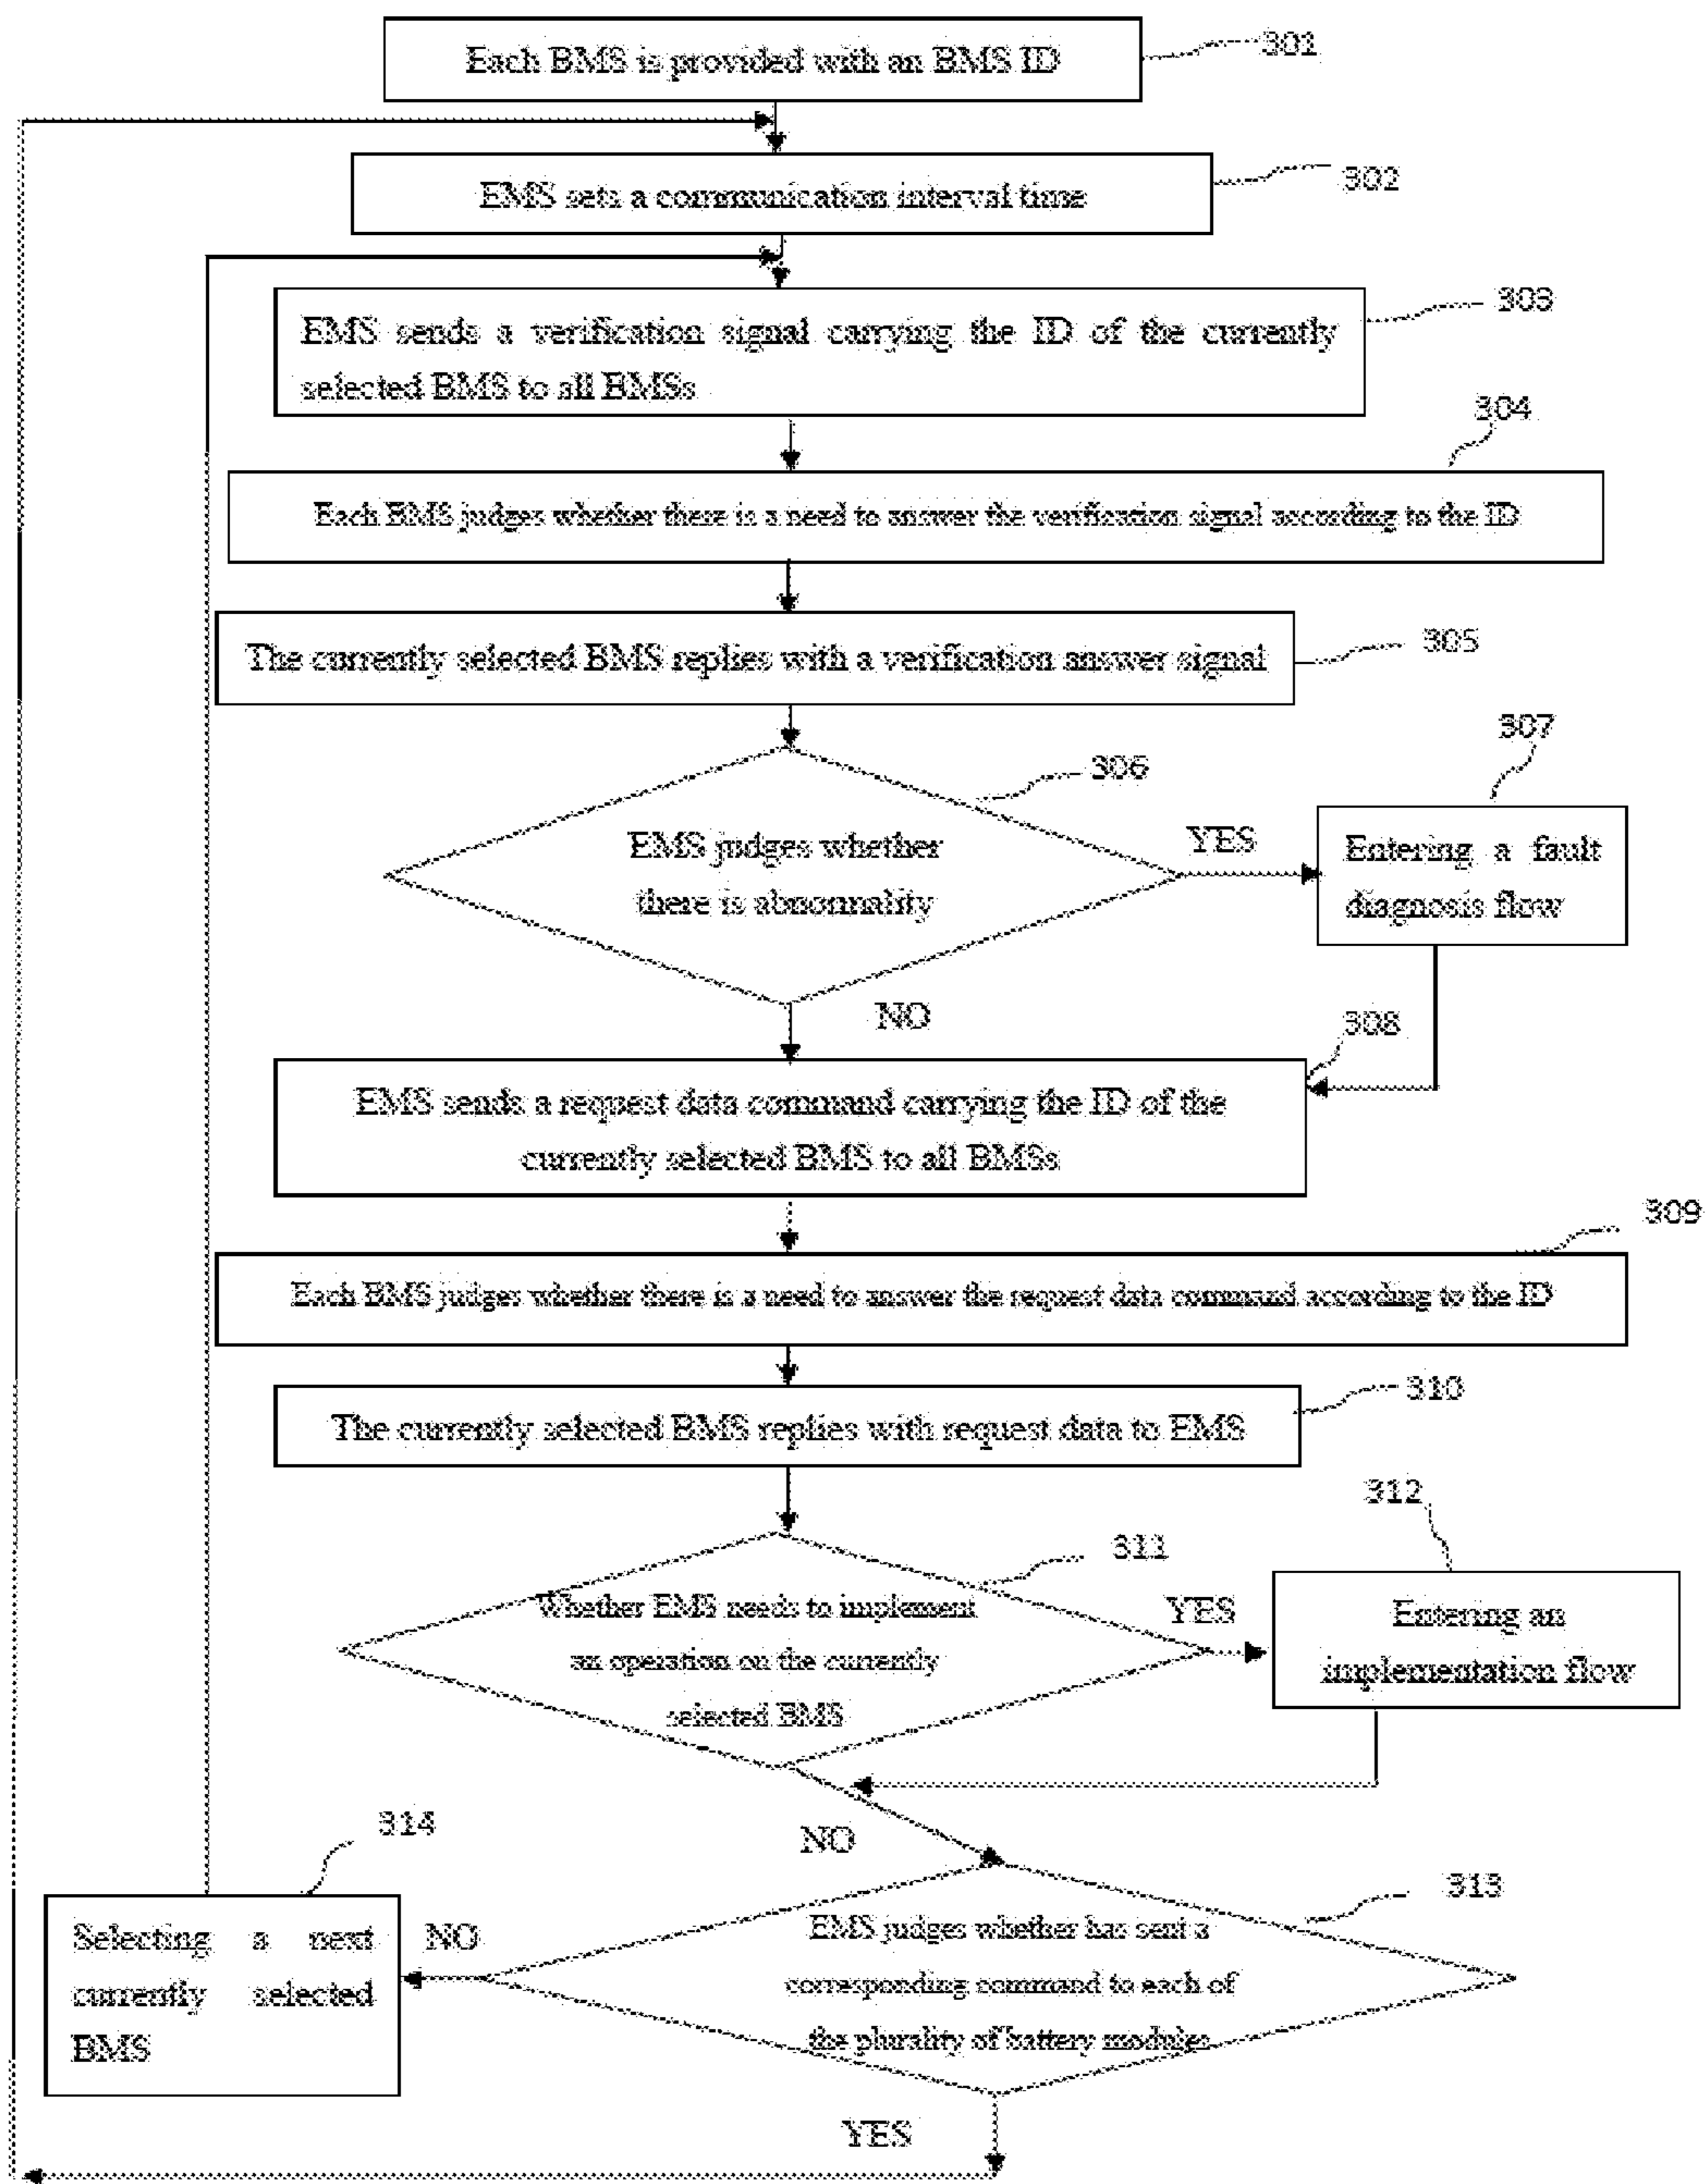 Each BMS is provided with an BMS ID
301
EMS sets a communication interval time
302
EMS sends a verification signal carrying the ID of the currently
selected BMS to all BMSs
303
304
Each BMS judges whether there is a need to answer the verification signal according to the ID
The currently selected BMS replies with a verification answer signal
305
306
307
EMS judges whether
there is abnormality
YES
Entering a fault
diagnosis flow
NO
308
EMS sends a request data command carrying the ID of the
currently selected BMS to all BMSs
309
Each BMS judges whether there is a need to answer the request data command according to the ID
310
The currently selected BMS replies with request data to EMS
312
311
Whether EMS needs to implement
an operation on the currently
selected BMS
YES
Entering an
implementation flow
314
NO
313
Selecting a next
currently selected
BMS
NO
EMS judges whether has sent a
corresponding command to each of
the plurality of battery modules
YES